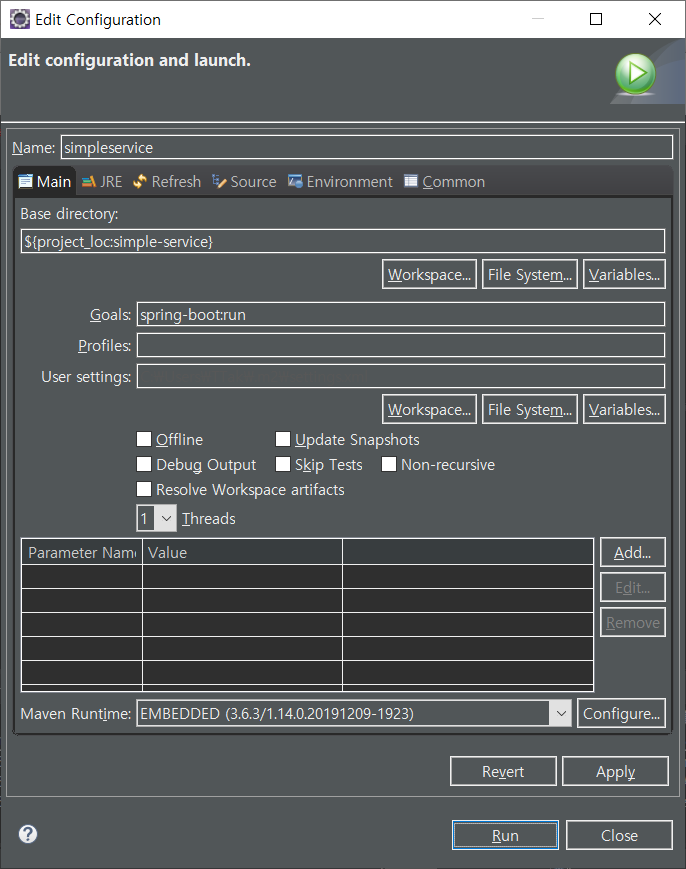 Edit Configuration
Edit configuration and launch.
Name: simpleservice
Main JRE Refresh Source Environment Common
Base directory:
${project_loc:simple-service}
Workspace... File System... Variables...
Goals: spring-boot:run
Profiles:
User settings:
Workspace... File System... Variables...
Offline Update Snapshots
Debug Output Skip Tests Non-recursive
Resolve Workspace artifacts
1 Threads
Parameter Nam Value Add...
Edit...
Remove
Maven Runtime: EMBEDDED (3.6.3/1.14.0.20191209-1923) Configure...
Revert Apply
? Run Close